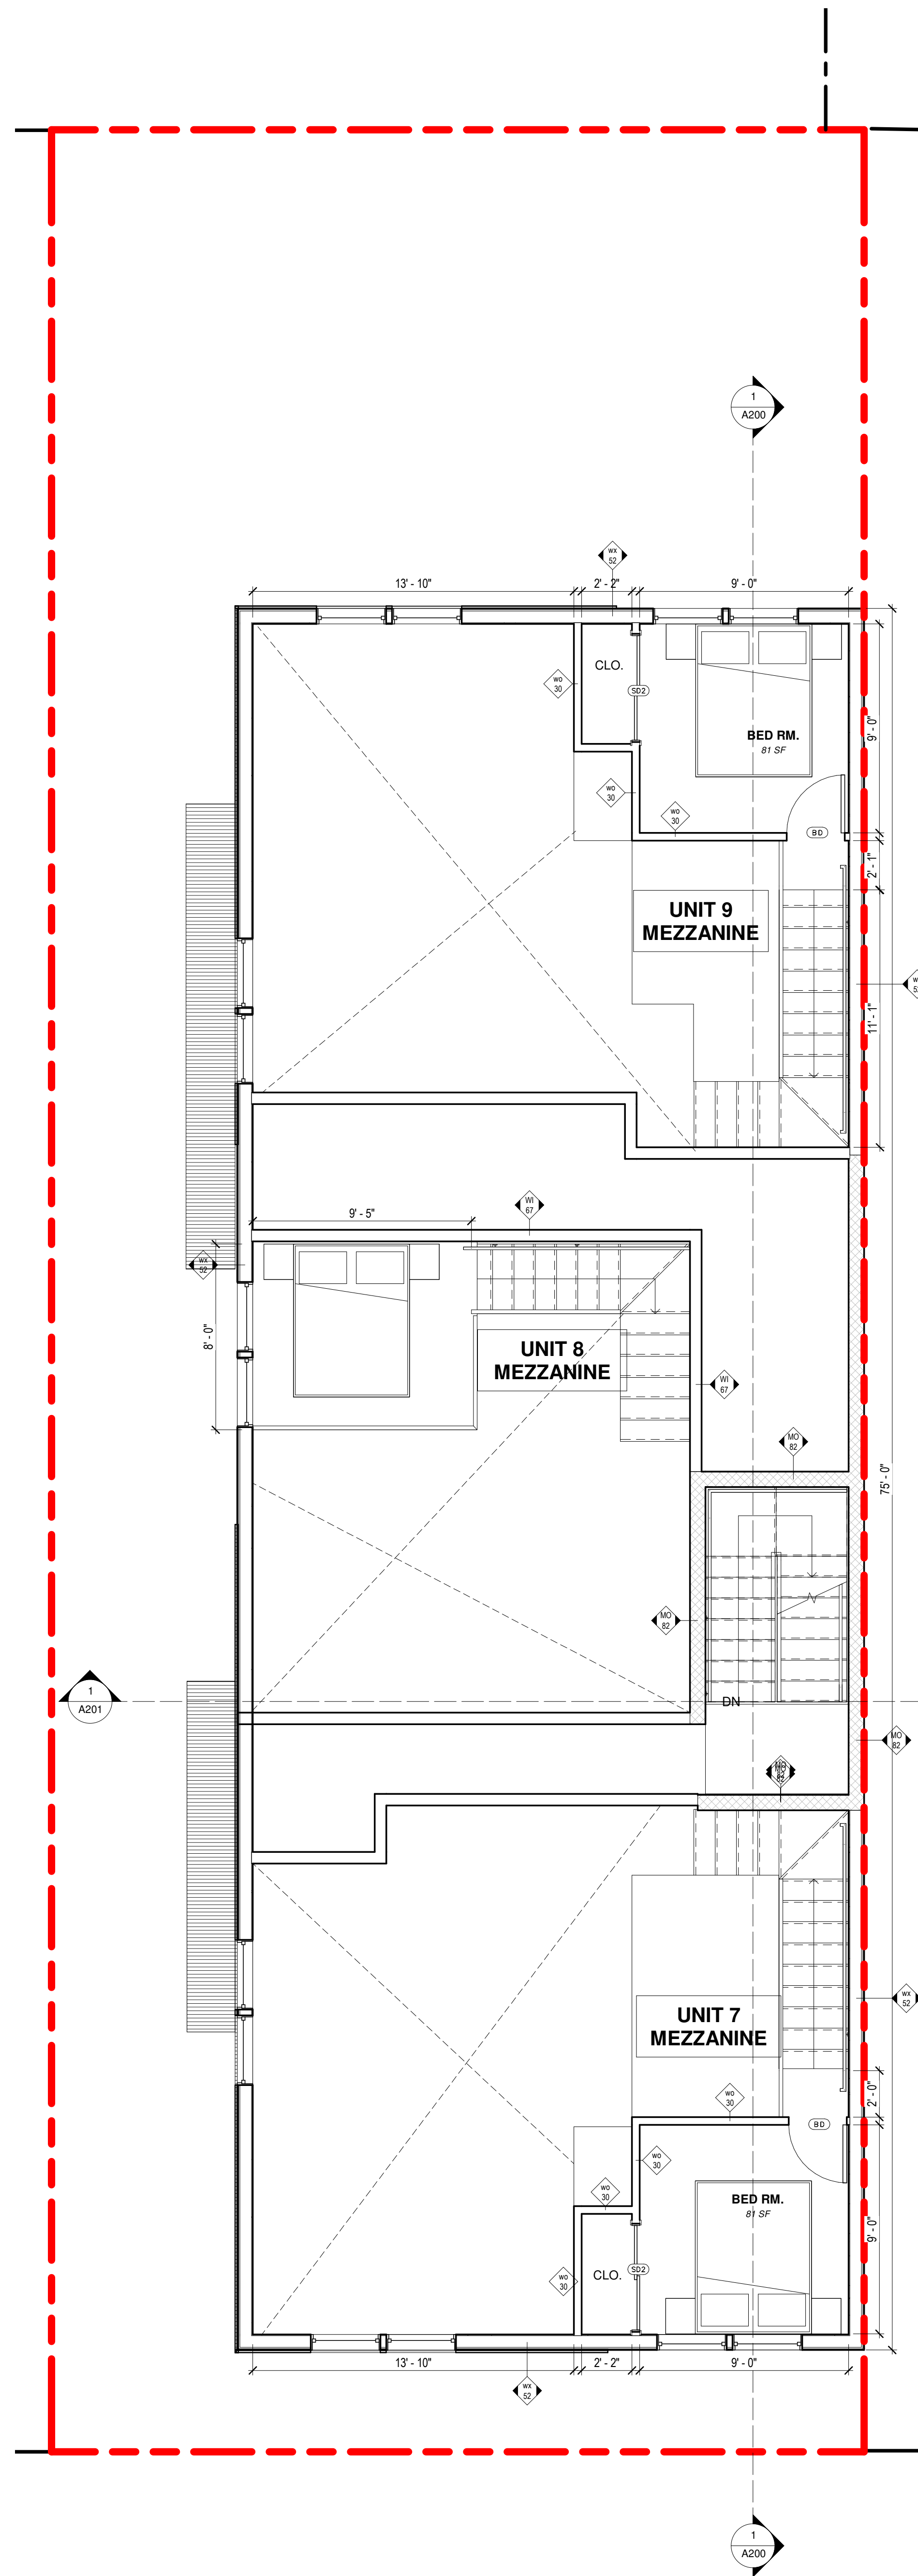 1
A200
wx
52
13' - 10"
2' - 2"
9' - 0"
CLO.
wo
30
SD2
BED RM.
81 SF
9' - 0"
wo
30
wo
30
BD
2' - 1"
UNIT 9
MEZZANINE
11' - 1"
9' - 5"
WI
67
wx
52
8' - 0"
UNIT 8
MEZZANINE
WI
67
MO
82
75' - 0"
MO
82
DN
1
A201
MO
82
UNIT 7
MEZZANINE
wx
52
2' - 0"
wo
30
BD
wo
30
wo
30
BED RM.
81 SF
9' - 0"
CLO.
SD2
wo
30
13' - 10"
2' - 2"
9' - 0"
wx
52
1
A200